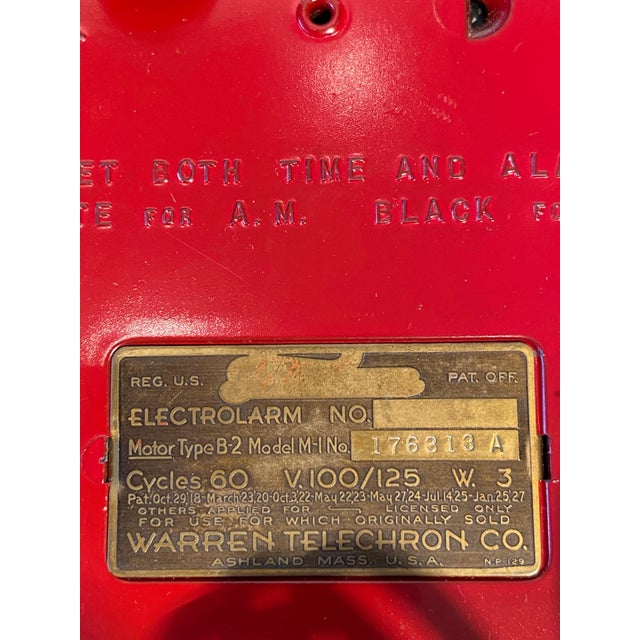 ET BOTH TIME AND ALA
TE FOR A.M. BLACK FO
REG. U.S. PAT. OFF.
ELECTROLARM NO.
Motor Type B-2 Model M-1 No. 176313 A
Cycles 60 V. 100/125 W. 3
Pat. Oct. 29,'18-March 23,20-Oct. 3,22-May 22,23-May 27,24-Jul. 14,25-Jan. 25,'27
OTHERS APPLIED FOR — LICENSED ONLY
FOR USE FOR WHICH ORIGINALLY SOLD
WARREN TELECHRON CO.
ASHLAND MASS. U.S.A. N.P. 129